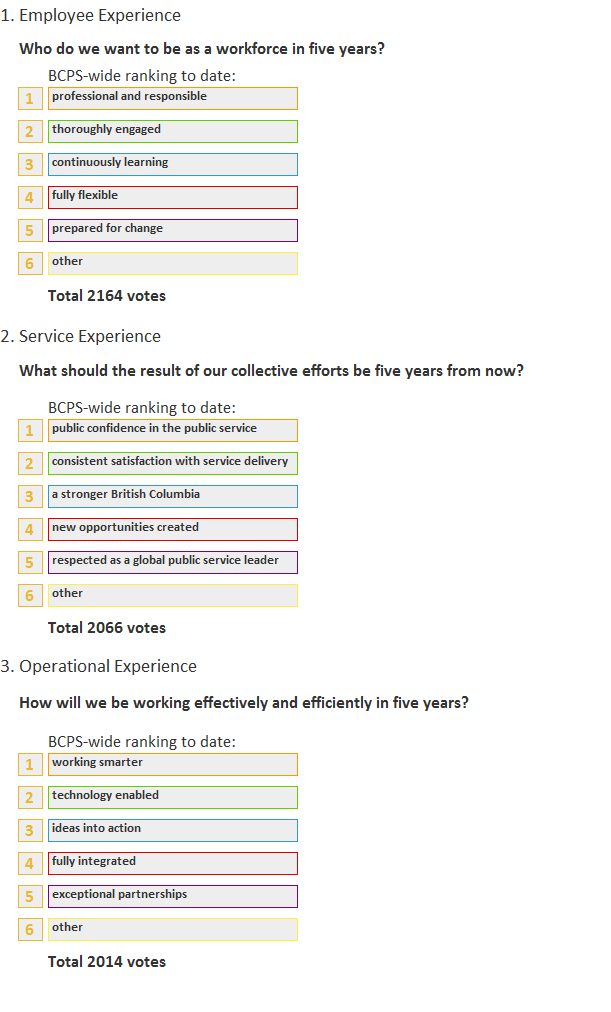 1. Employee Experience
Who do we want to be as a workforce in five years?
BCPS-wide ranking to date:
1 professional and responsible
2 thoroughly engaged
3 continuously learning
4 fully flexible
5 prepared for change
6 other
Total 2164 votes
2. Service Experience
What should the result of our collective efforts be five years from now?
BCPS-wide ranking to date:
1 public confidence in the public service
2 consistent satisfaction with service delivery
3 a stronger British Columbia
4 new opportunities created
5 respected as a global public service leader
6 other
Total 2066 votes
3. Operational Experience
How will we be working effectively and efficiently in five years?
BCPS-wide ranking to date:
1 working smarter
2 technology enabled
3 ideas into action
4 fully integrated
5 exceptional partnerships
6 other
Total 2014 votes